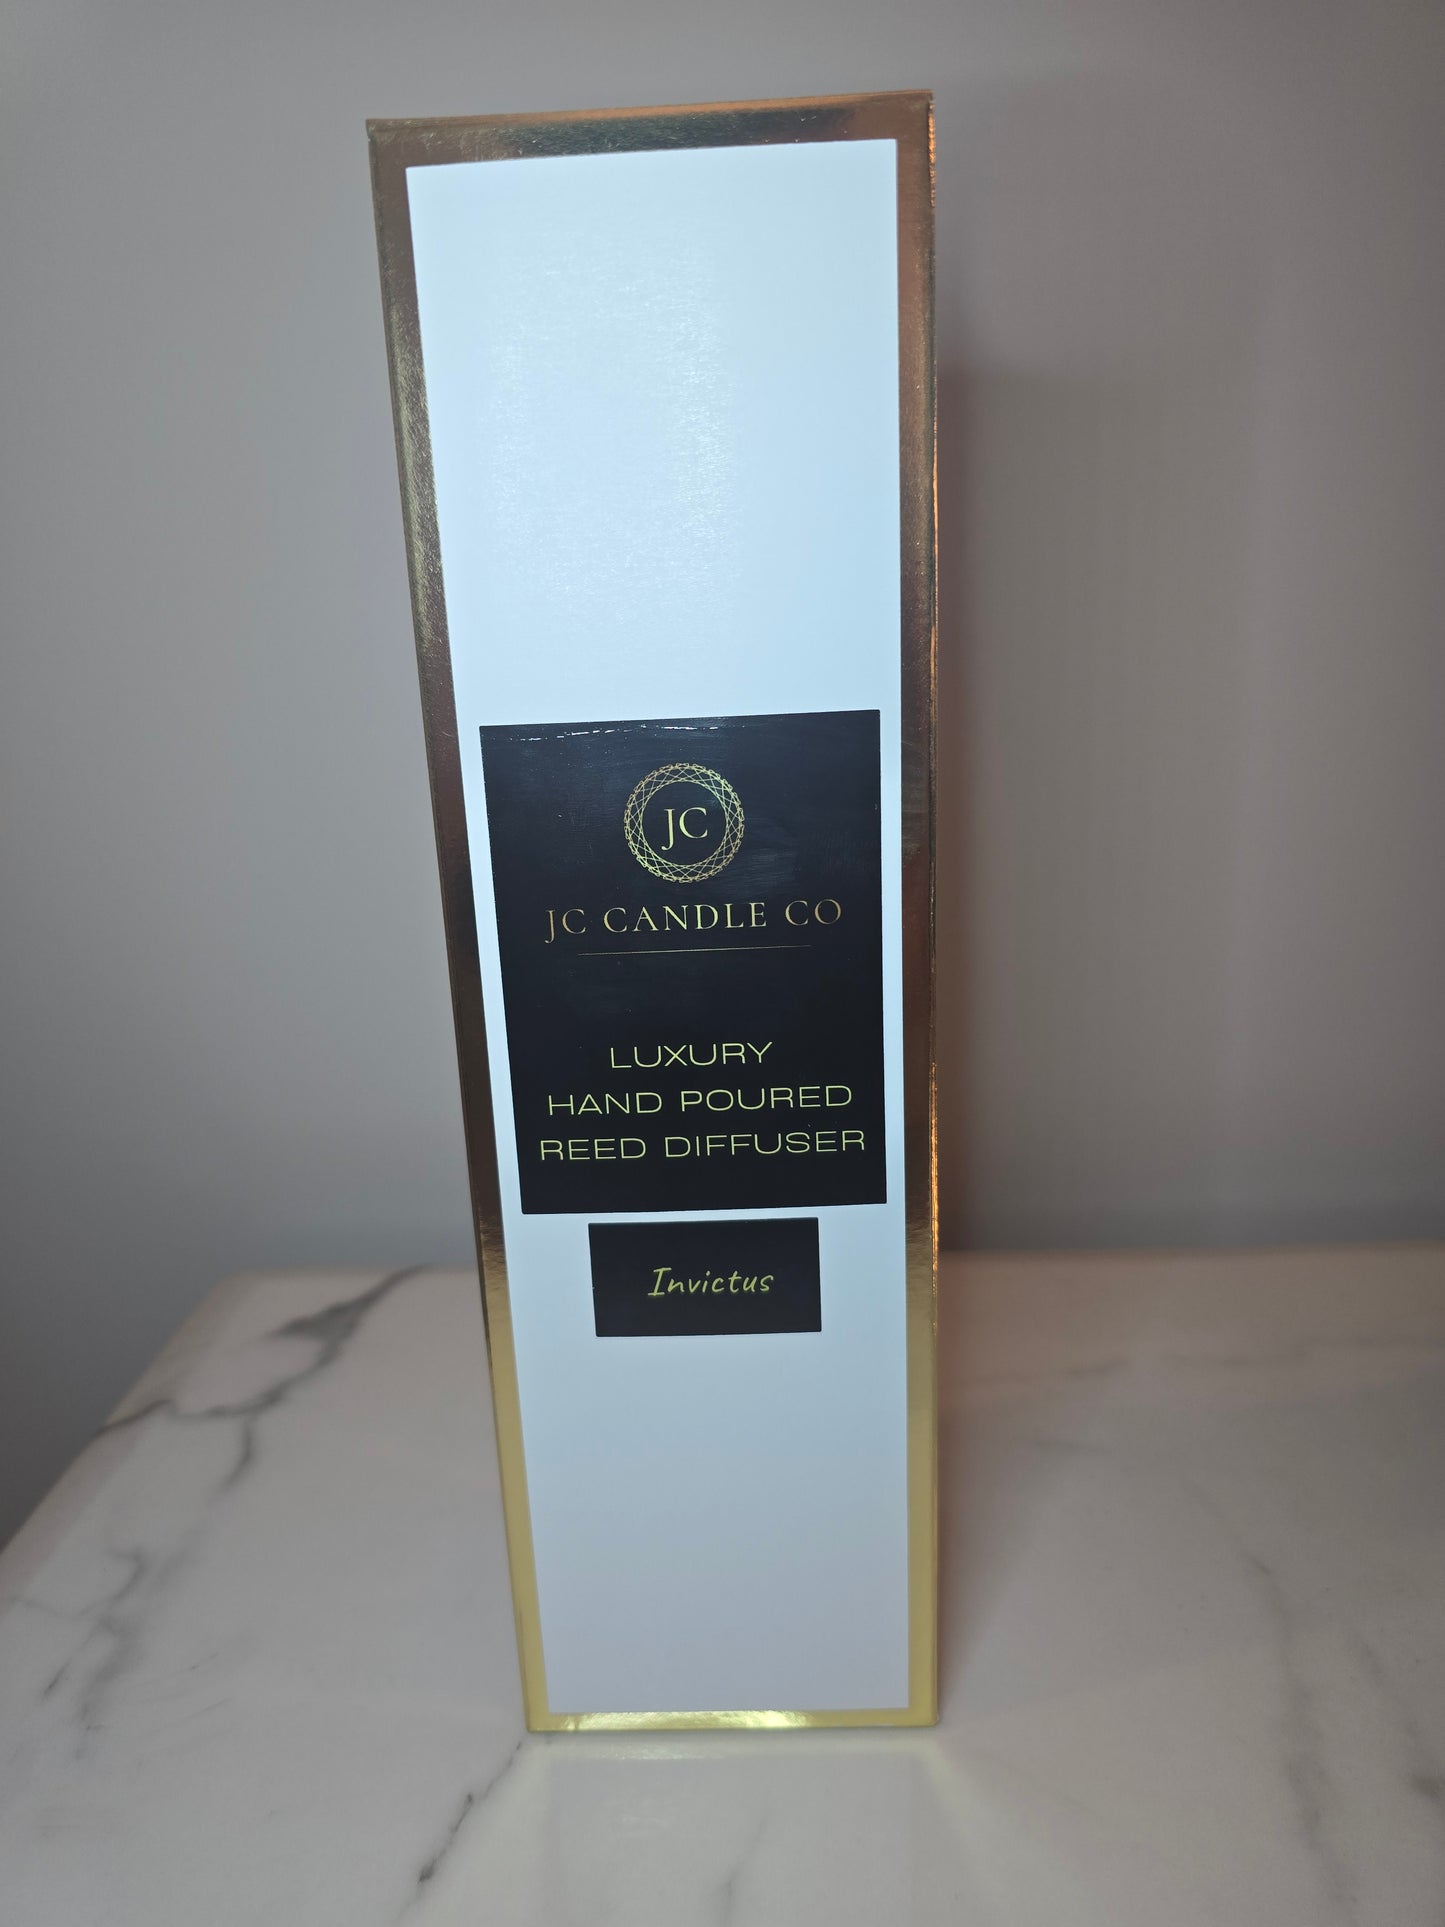 JC
JC CANDLE CO
LUXURY
HAND POURED
REED DIFFUSER
Invictus